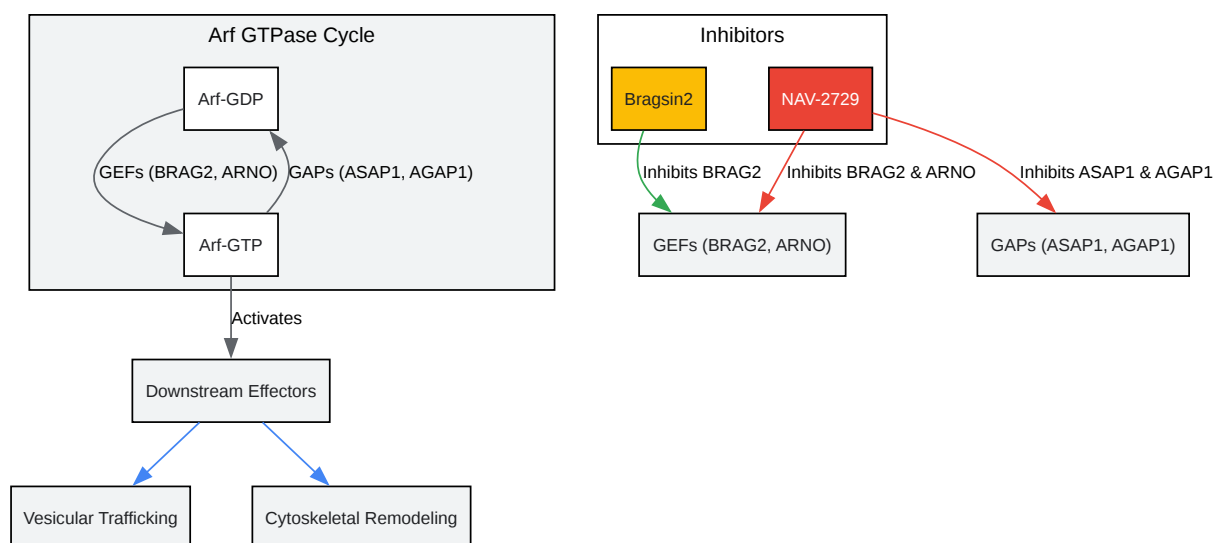 Arf GTPase Cycle
Arf-GDP
GEFs (BRAG2, ARNO)
GAPs (ASAP1, AGAP1)
Arf-GTP
Activates
Downstream Effectors
Vesicular Trafficking
Cytoskeletal Remodeling
Inhibitors
Bragsin2
NAV-2729
Inhibits BRAG2
Inhibits BRAG2 & ARNO
Inhibits ASAP1 & AGAP1
GEFs (BRAG2, ARNO)
GAPs (ASAP1, AGAP1)